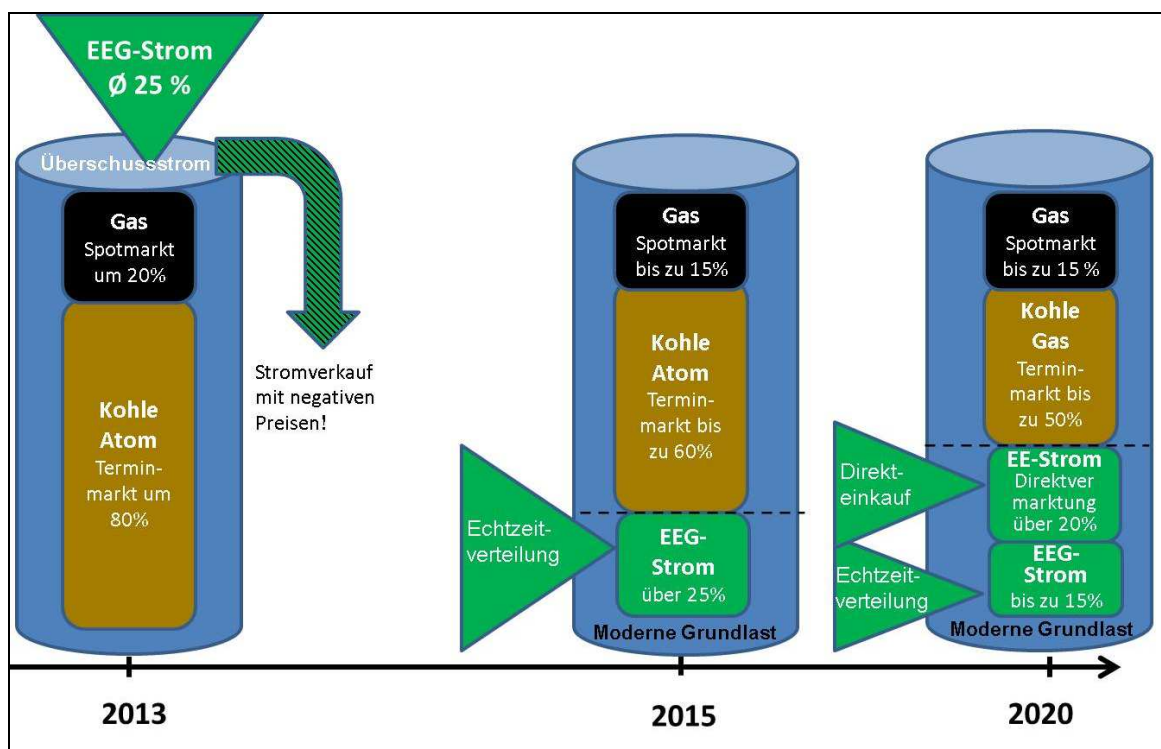 EEG-Strom
Ø 25 %
Überschussstrom
Gas
Spotmarkt
um 20%
Kohle
Atom
Termin-
markt um
80%
Stromverkauf
mit negativen
Preisen!
Echtzeit-
verteilung
Gas
Spotmarkt
bis zu 15%
Kohle
Atom
Termin-
markt bis
zu 60%
EEG-
Strom
über 25%
Moderne Grundlast
Direkt-
einkauf
Echtzeit-
verteilung
Gas
Spotmarkt
bis zu 15 %
Kohle
Gas
Termin-
markt bis
zu 50%
EE-Strom
Direktver
marktung
über 20%
EEG-
Strom
bis zu 15%
Moderne Grundlast
2013
2015
2020